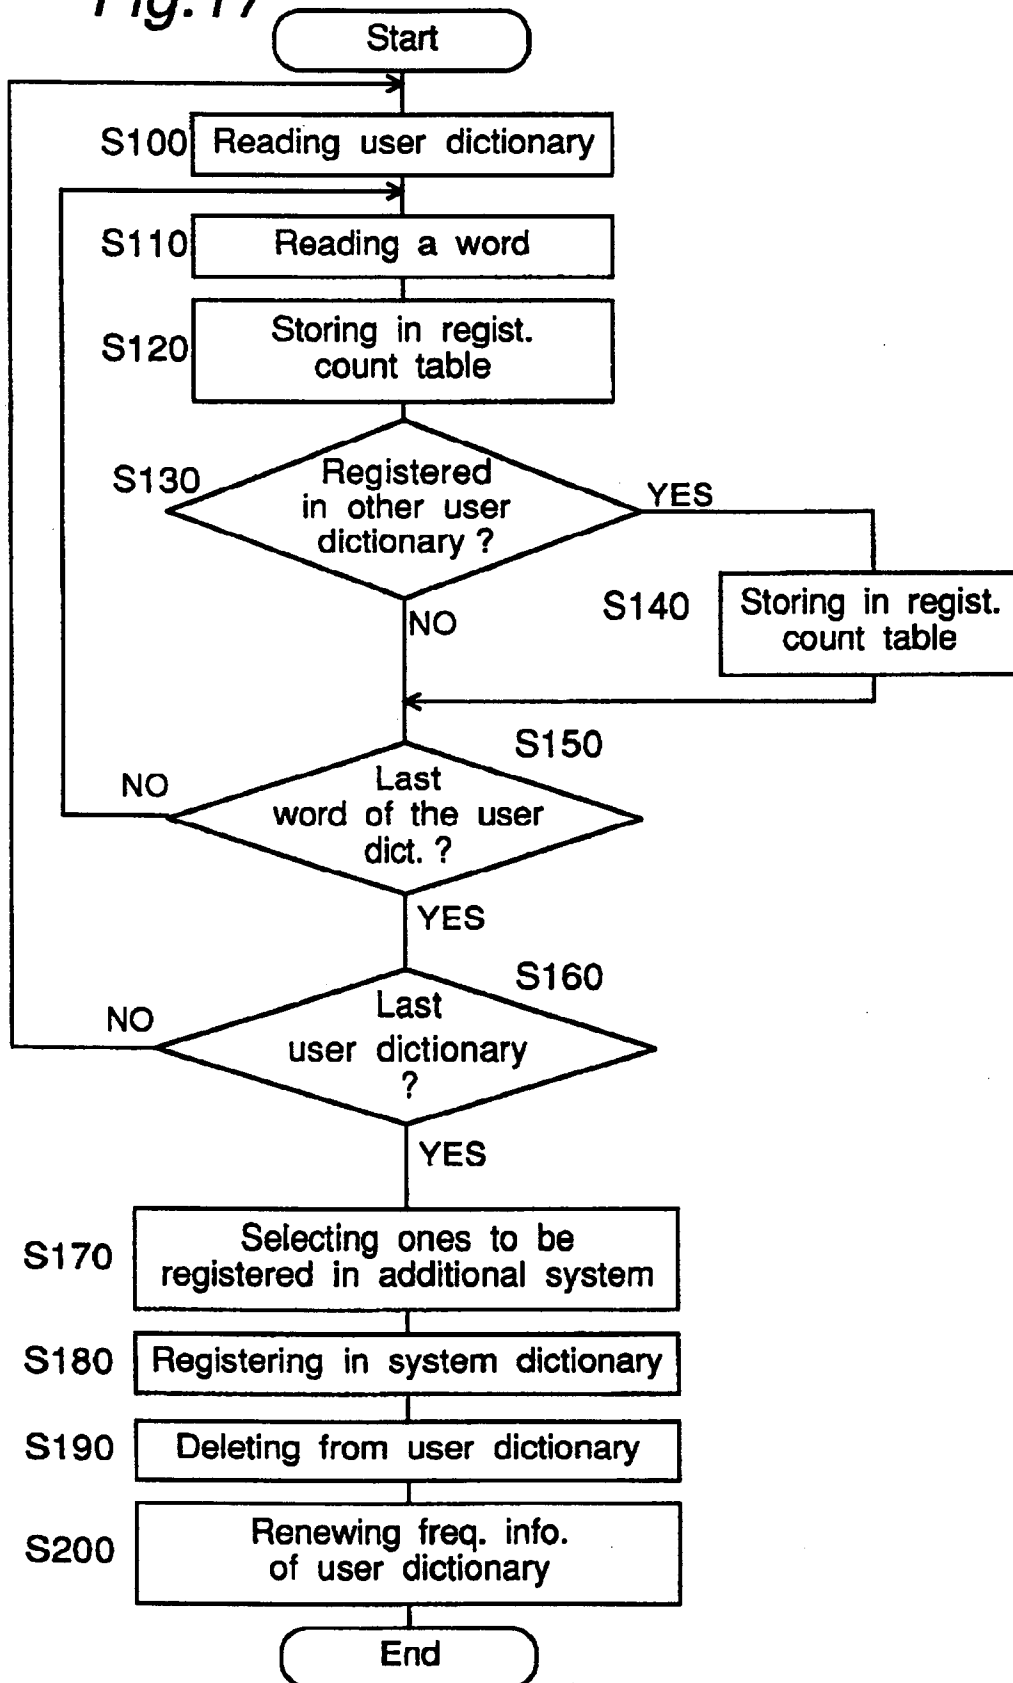 Fig.17
Start
S100
Reading user dictionary
S110
Reading a word
S120
Storing in regist.
count table
S130
Registered
in other user
dictionary ?
YES
NO
S140
Storing in regist.
count table
S150
Last
word of the user
dict. ?
NO
YES
S160
Last
user dictionary
?
NO
YES
S170
Selecting ones to be
registered in additional system
S180
Registering in system dictionary
S190
Deleting from user dictionary
S200
Renewing freq. info.
of user dictionary
End